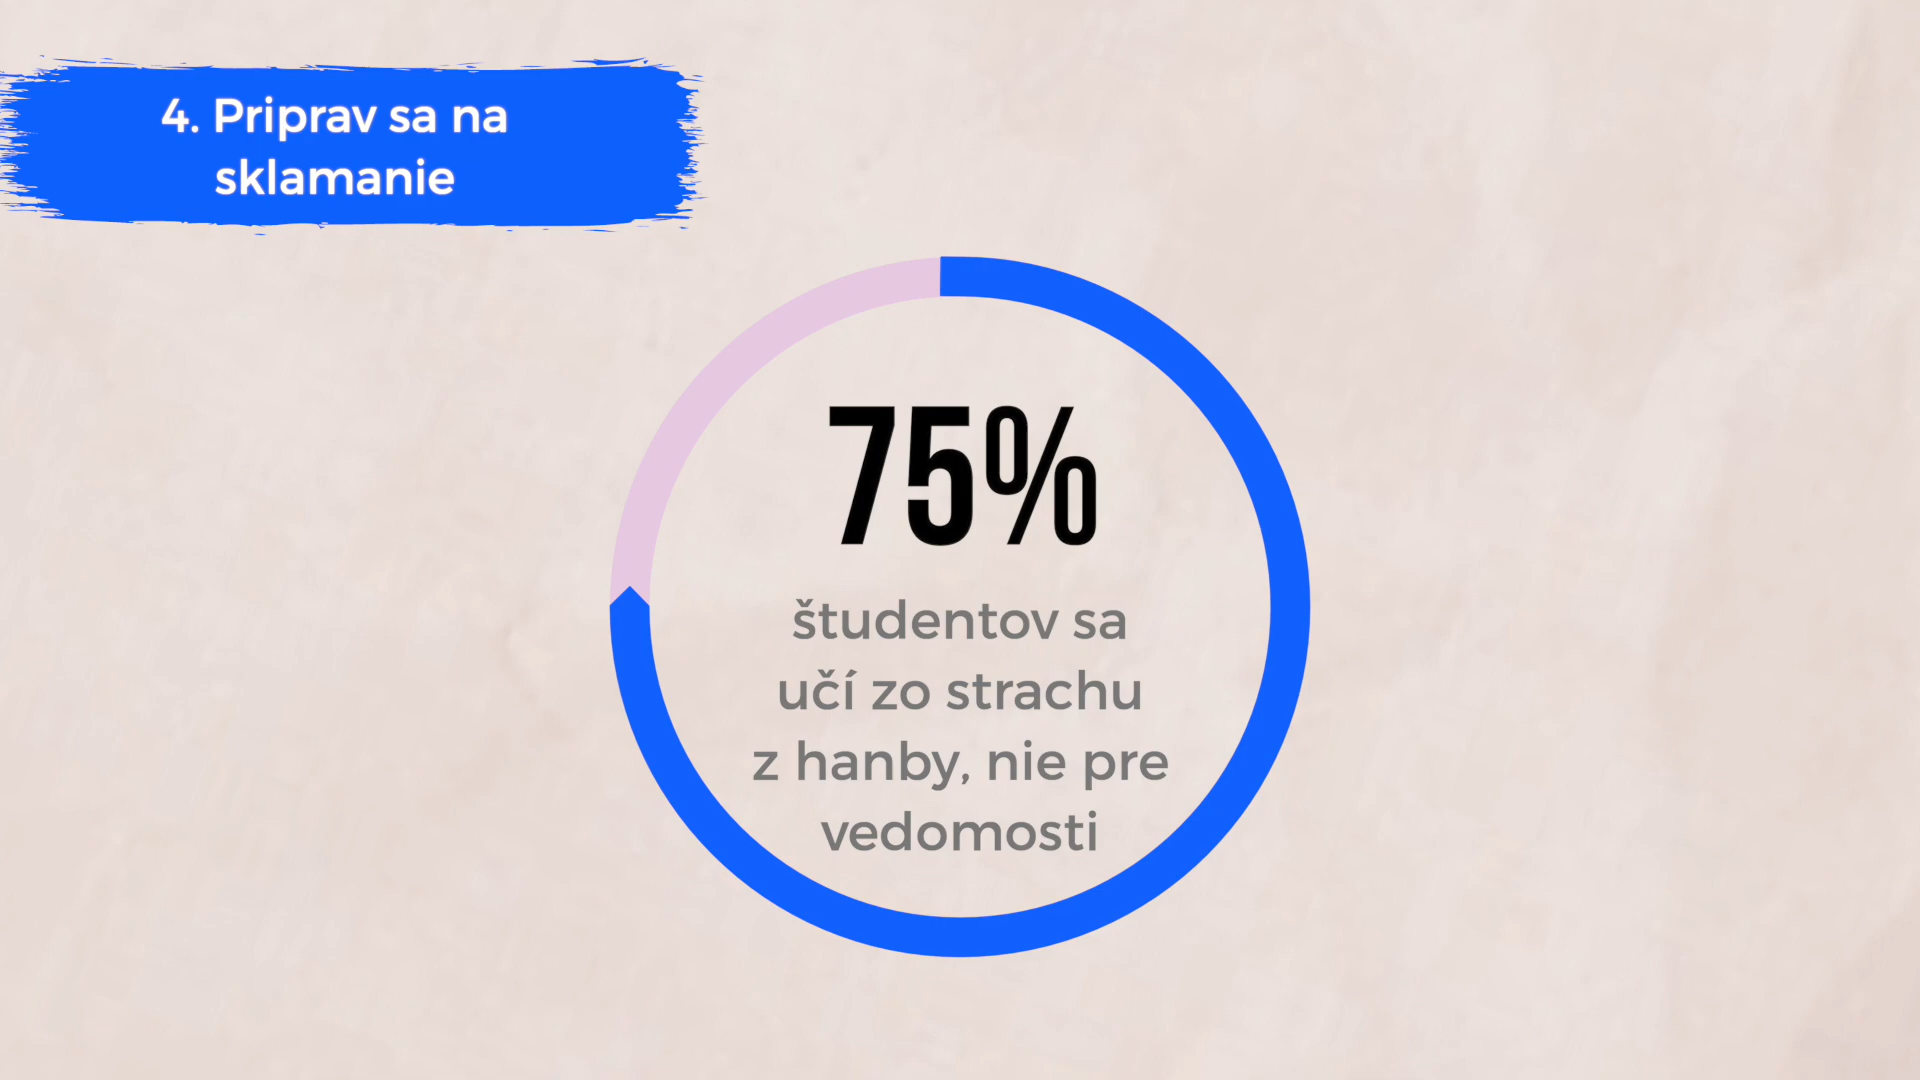 4. Priprav sa na
sklamanie
75%
študentov sa
učí zo strachu
z hanby, nie pre
vedomosti